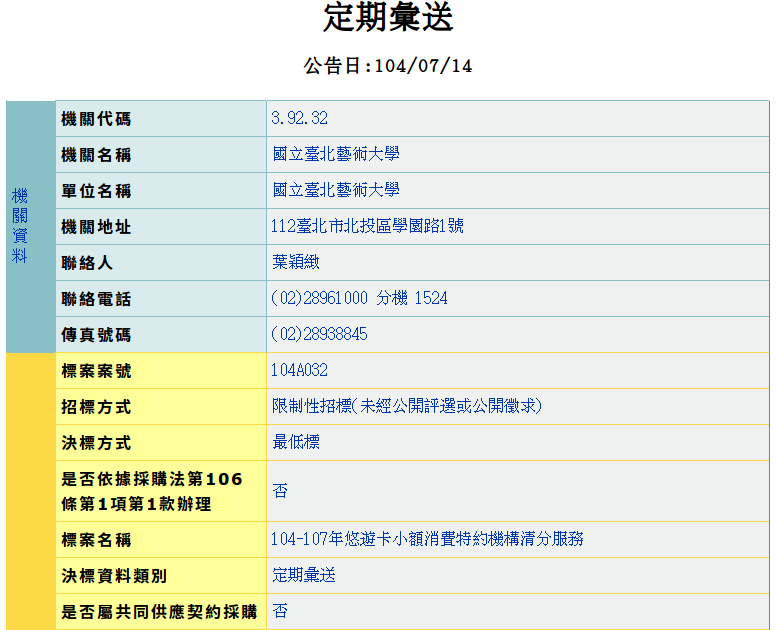 定期彙送
公告日:104/07/14
機關資料
機關代碼 3.92.32
機關名稱 國立臺北藝術大學
單位名稱 國立臺北藝術大學
機關地址 112臺北市北投區學園路1號
聯絡人 葉穎緻
聯絡電話 (02)28961000 分機 1524
傳真號碼 (02)28938845
標案案號 104A032
招標方式 限制性招標(未經公開評選或公開徵求)
決標方式 最低標
是否依據採購法第106
條第1項第1款辦理 否
標案名稱 104-107年悠遊卡小額消費特約機構清分服務
決標資料類別 定期彙送
是否屬共同供應契約採購 否